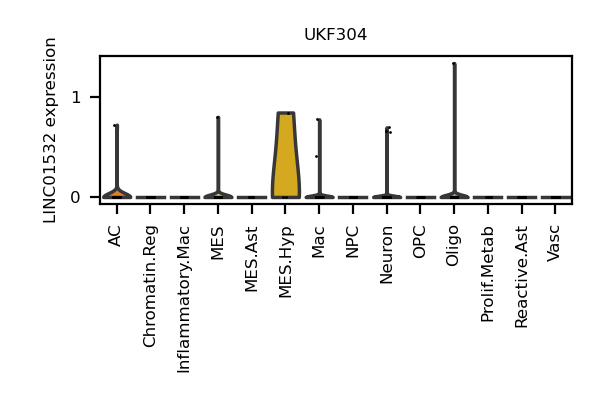 UKF304
LINC01532 expression
1
0
AC
Chromatin.Reg
Inflammatory.Mac
MES
MES.Ast
MES.Hyp
Mac
NPC
Neuron
OPC
Oligo
Prolif.Metab
Reactive.Ast
Vasc